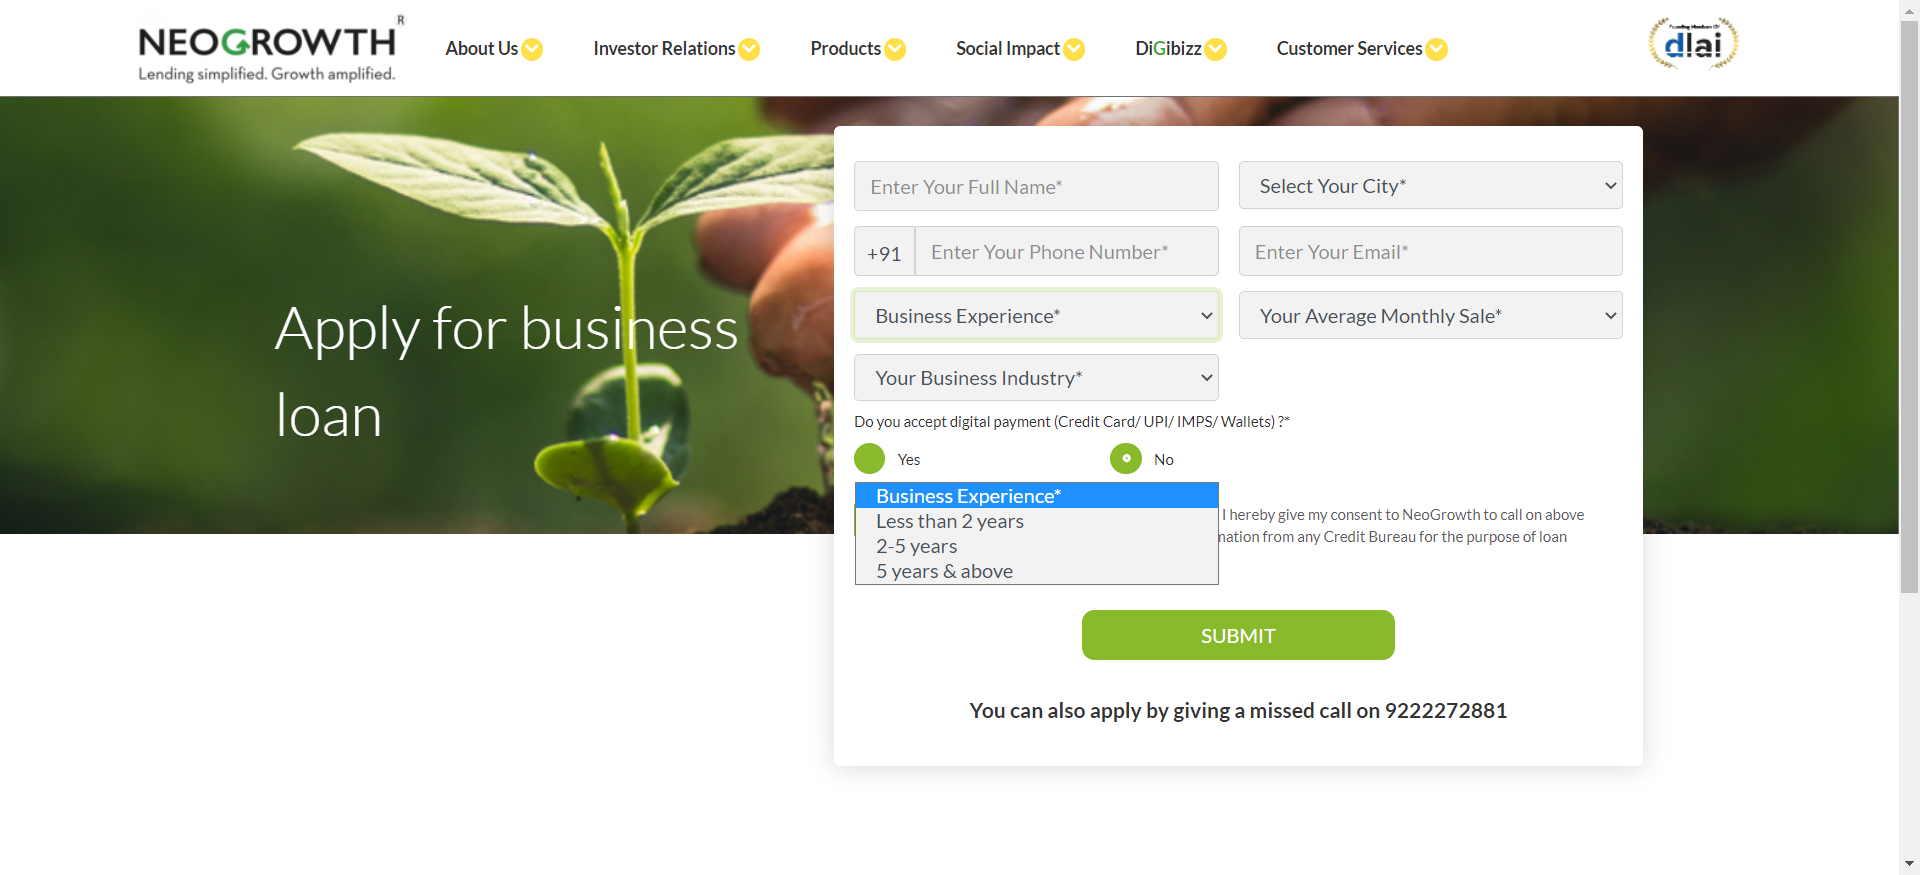 NEOGROWTH R
Lending simplified. Growth amplified.
About Us
Investor Relations
Products
Social Impact
DiGibizz
Customer Services
Founding Member Of
dlai
Apply for business
loan
Enter Your Full Name*
Select Your City*
+91
Enter Your Phone Number*
Enter Your Email*
Business Experience*
Your Average Monthly Sale*
Your Business Industry*
Do you accept digital payment (Credit Card/ UPI/ IMPS/ Wallets) ?*
Yes
No
Business Experience*
Less than 2 years
2-5 years
5 years & above
I hereby give my consent to NeoGrowth to call on above
from any Credit Bureau for the purpose of loan
SUBMIT
You can also apply by giving a missed call on 9222272881